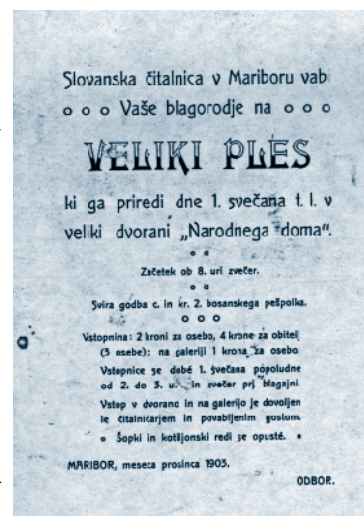 Slovanska čitalnica v Mariboru vabi
Vaše blagorodje na
VELIKI PLES
ki ga priredi dne 1. svečana t. l. v
veliki dvorani „Narodnega doma“.
Začetek ob 8. uri zvečer.
Svira godba c. in kr. 2. bosanskega pešpolka.
Vstopnina: 2 kroni za osebo, 4 krone za obitelj
(3 osebe); na galeriji 1 krona za osebo
Vstopnice se dobé 1. svečana popoludne
od 2. do 3. u. in zvečer pri blagajni
Vstop v dvorano in na galerijo je dovoljen
le čitalničarjem in povabljenim gostom
Šopki in kotiljonski redi se opusté.
MARIBOR, meseca prosinca 1903.
ODBOR.